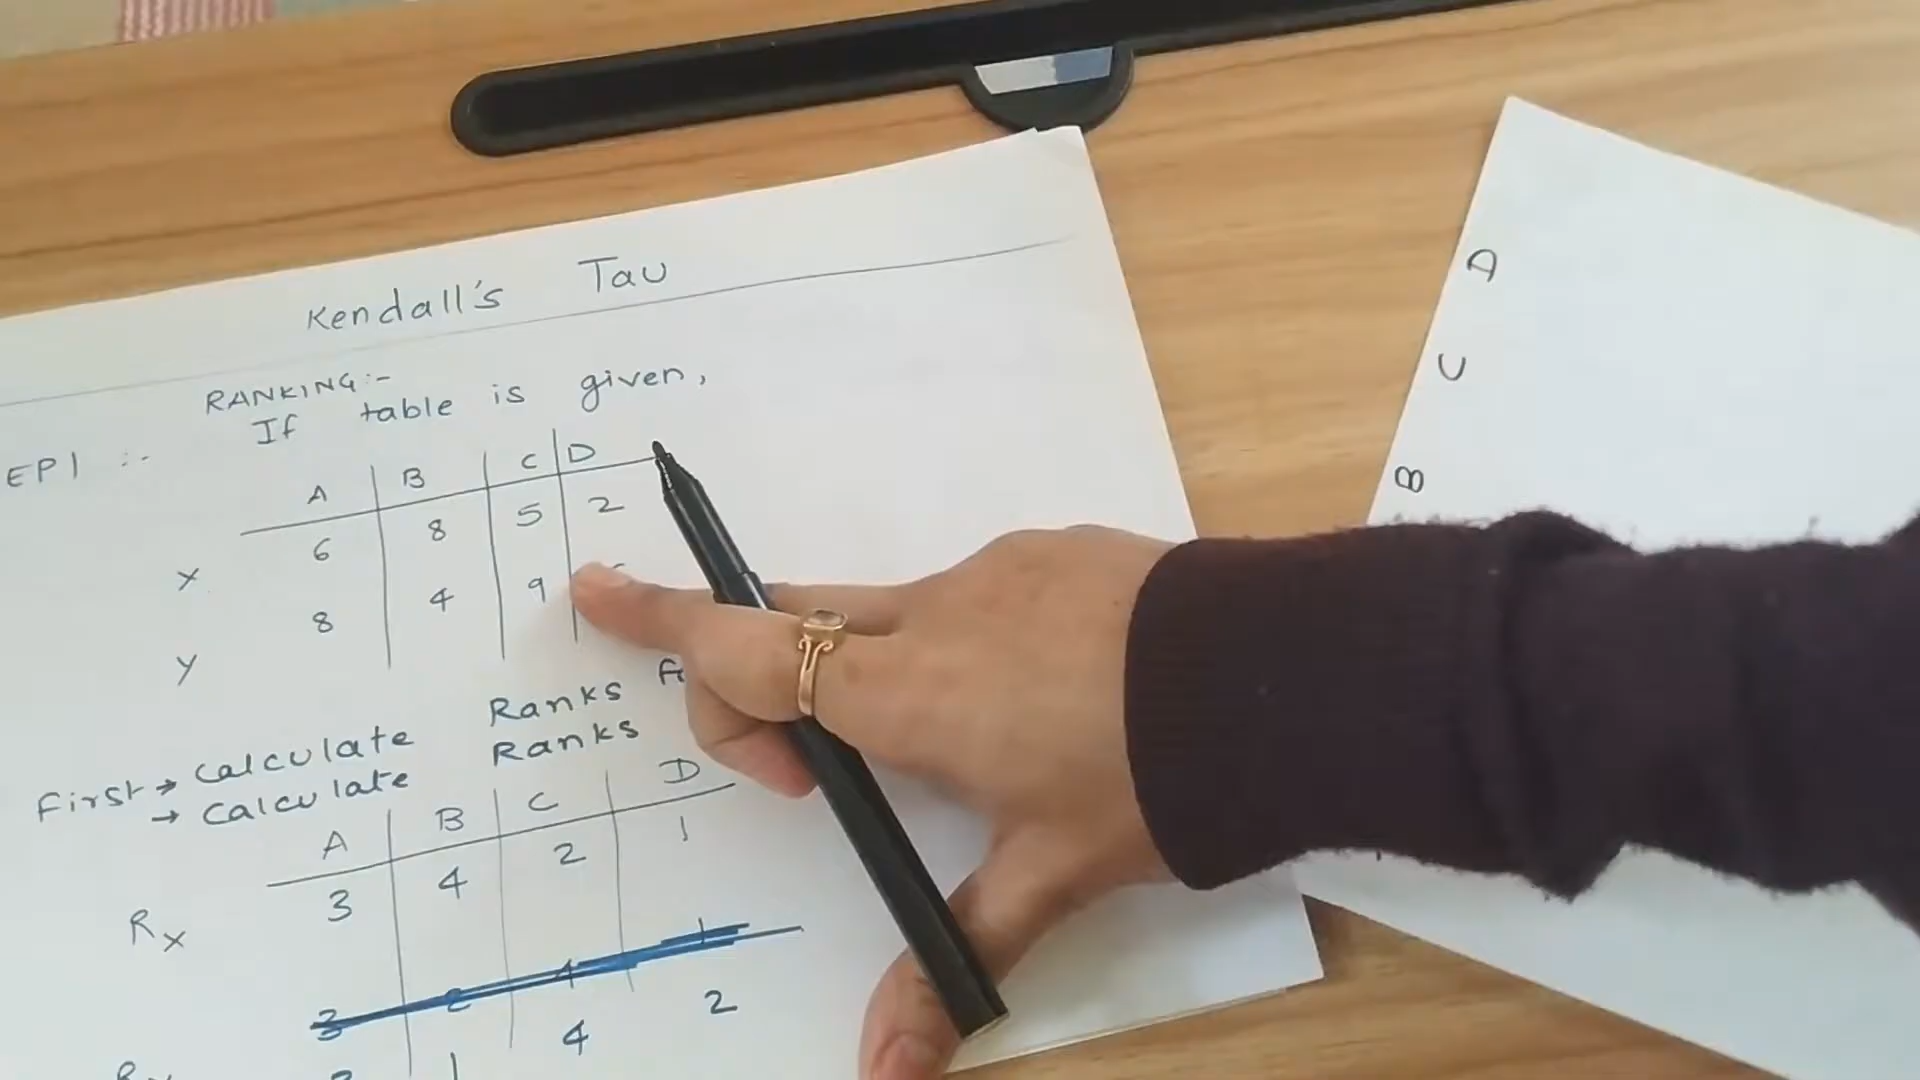 Kendall's Tau
RANKING:-
EP1 :- If table is given,
A B C D
X 6 8 5 2
Y 8 4 9
First → Calculate Ranks
→ Calculate Ranks
A B C D
Rx 3 4 2 1
3 2 4 1
1 4 2
D
C
B